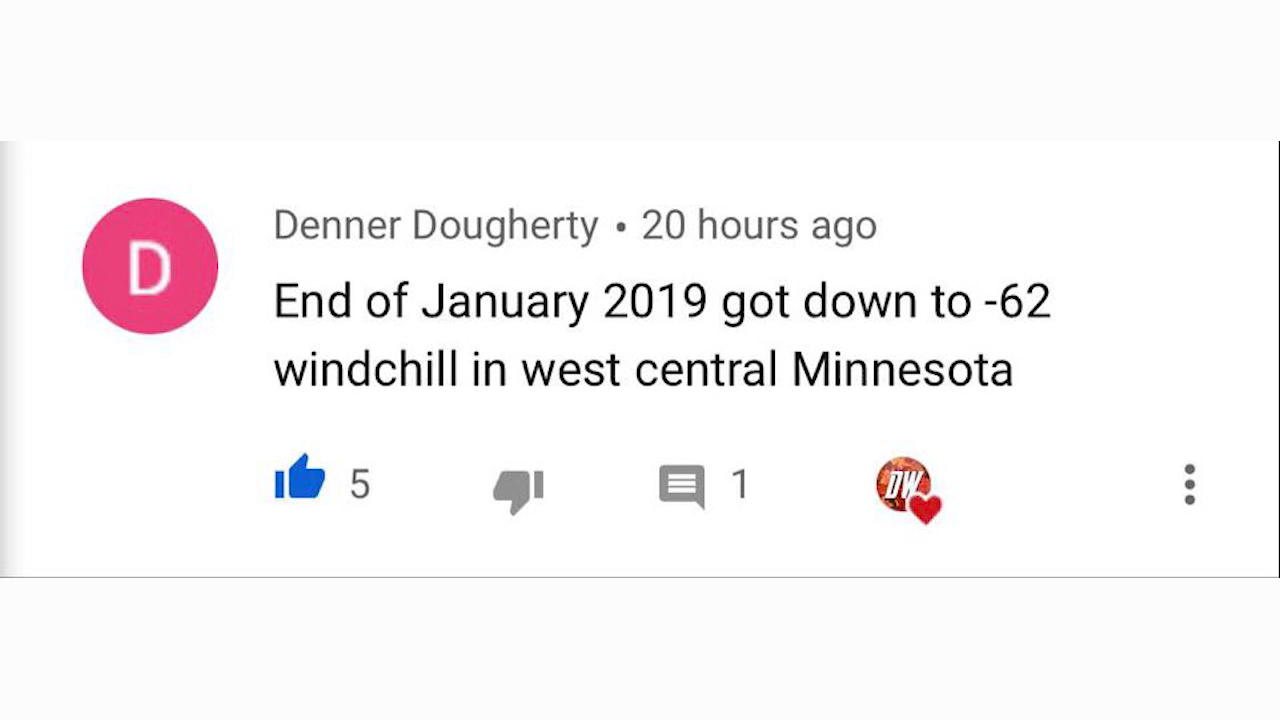 D
Denner Dougherty • 20 hours ago
End of January 2019 got down to -62
windchill in west central Minnesota
5
1
DW